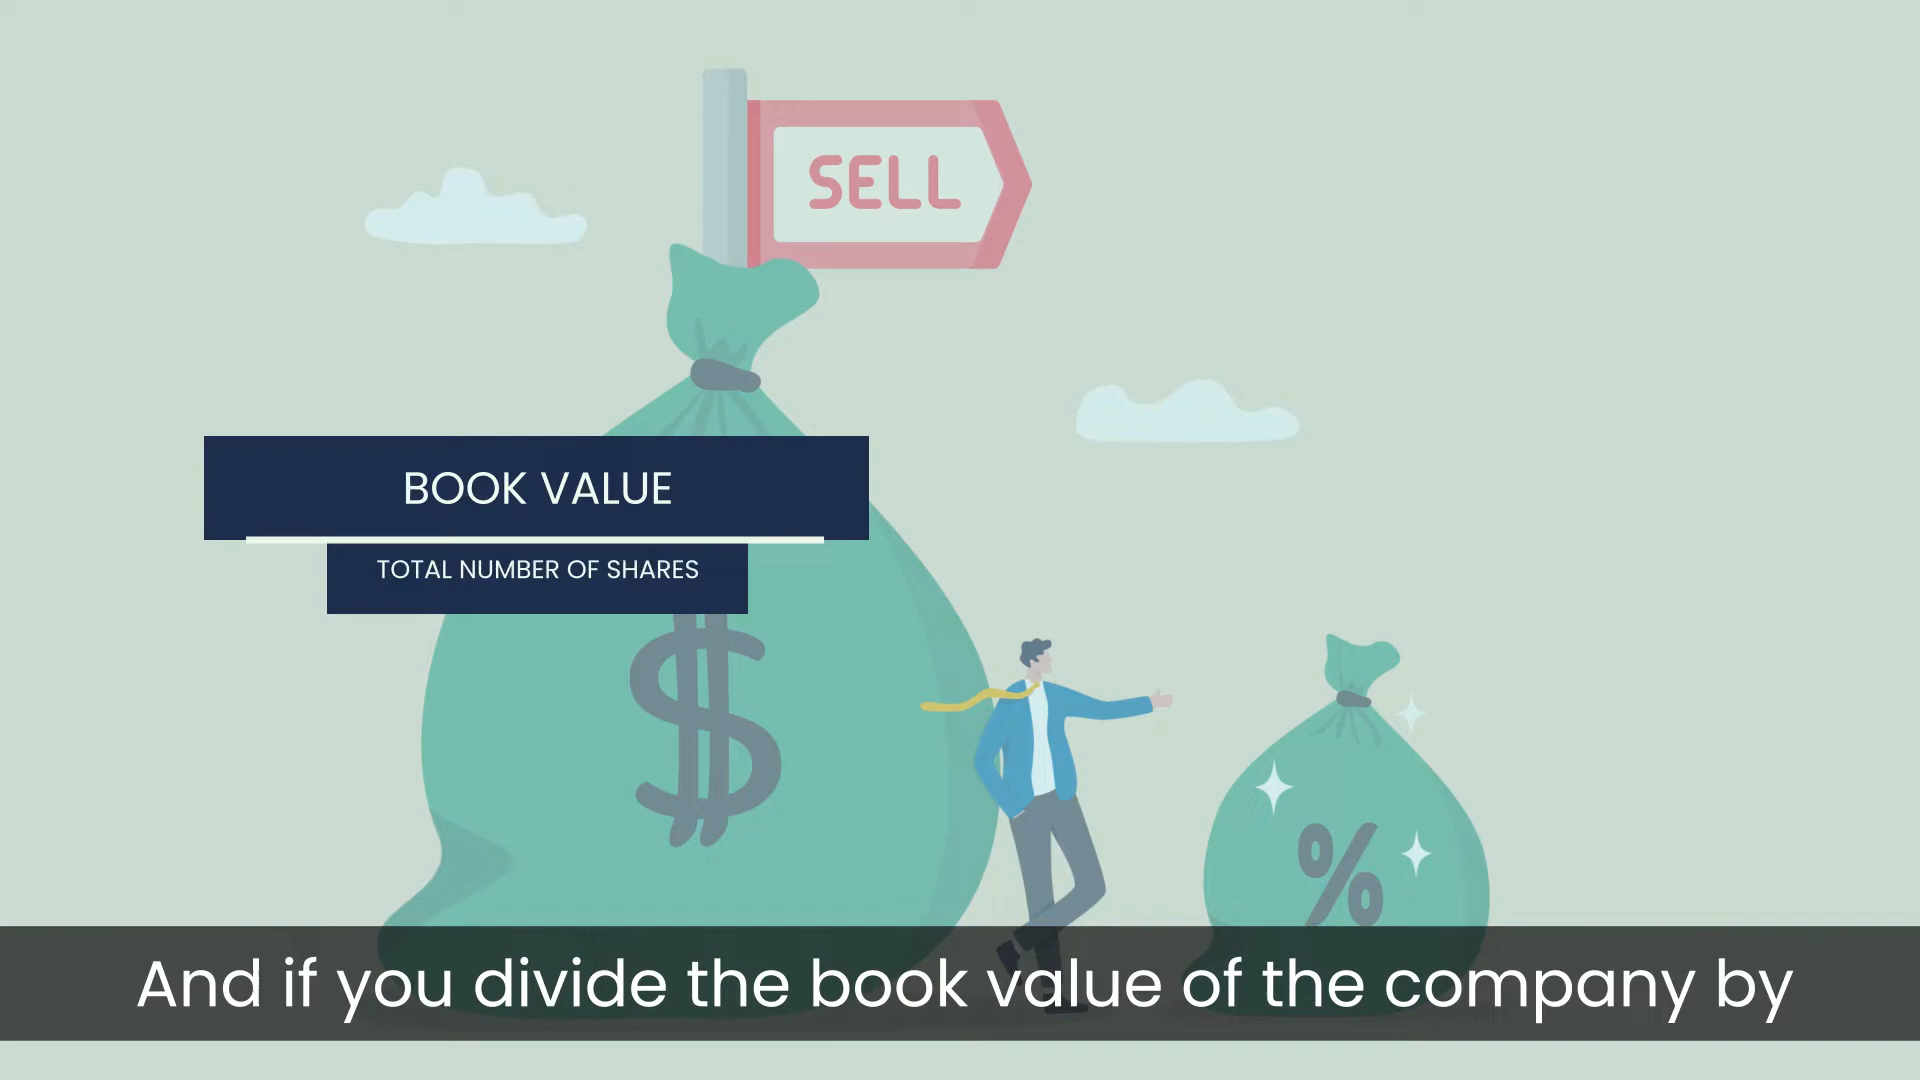 SELL
BOOK VALUE
TOTAL NUMBER OF SHARES
$
%
And if you divide the book value of the company by